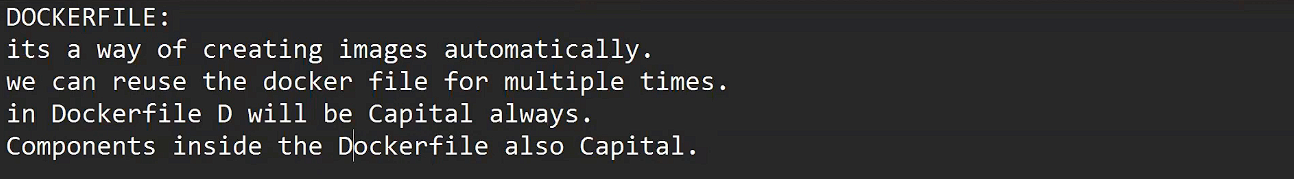 DOCKERFILE:
its a way of creating images automatically.
we can reuse the docker file for multiple times.
in Dockerfile D will be Capital always.
Components inside the Dockerfile also Capital.